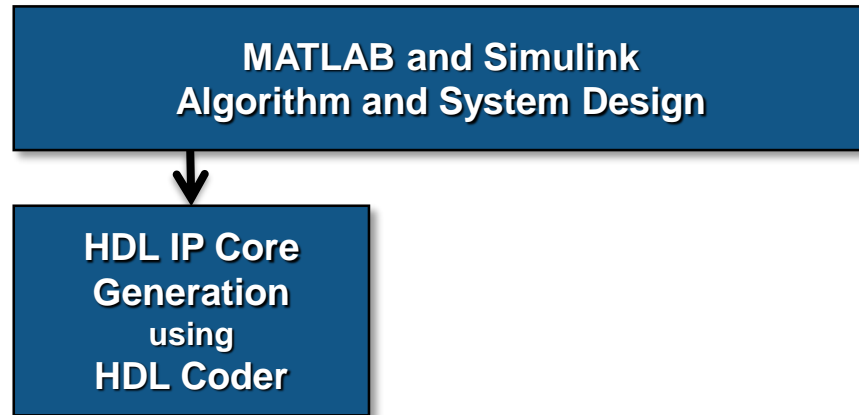 MATLAB and Simulink
Algorithm and System Design
HDL IP Core
Generation
using
HDL Coder